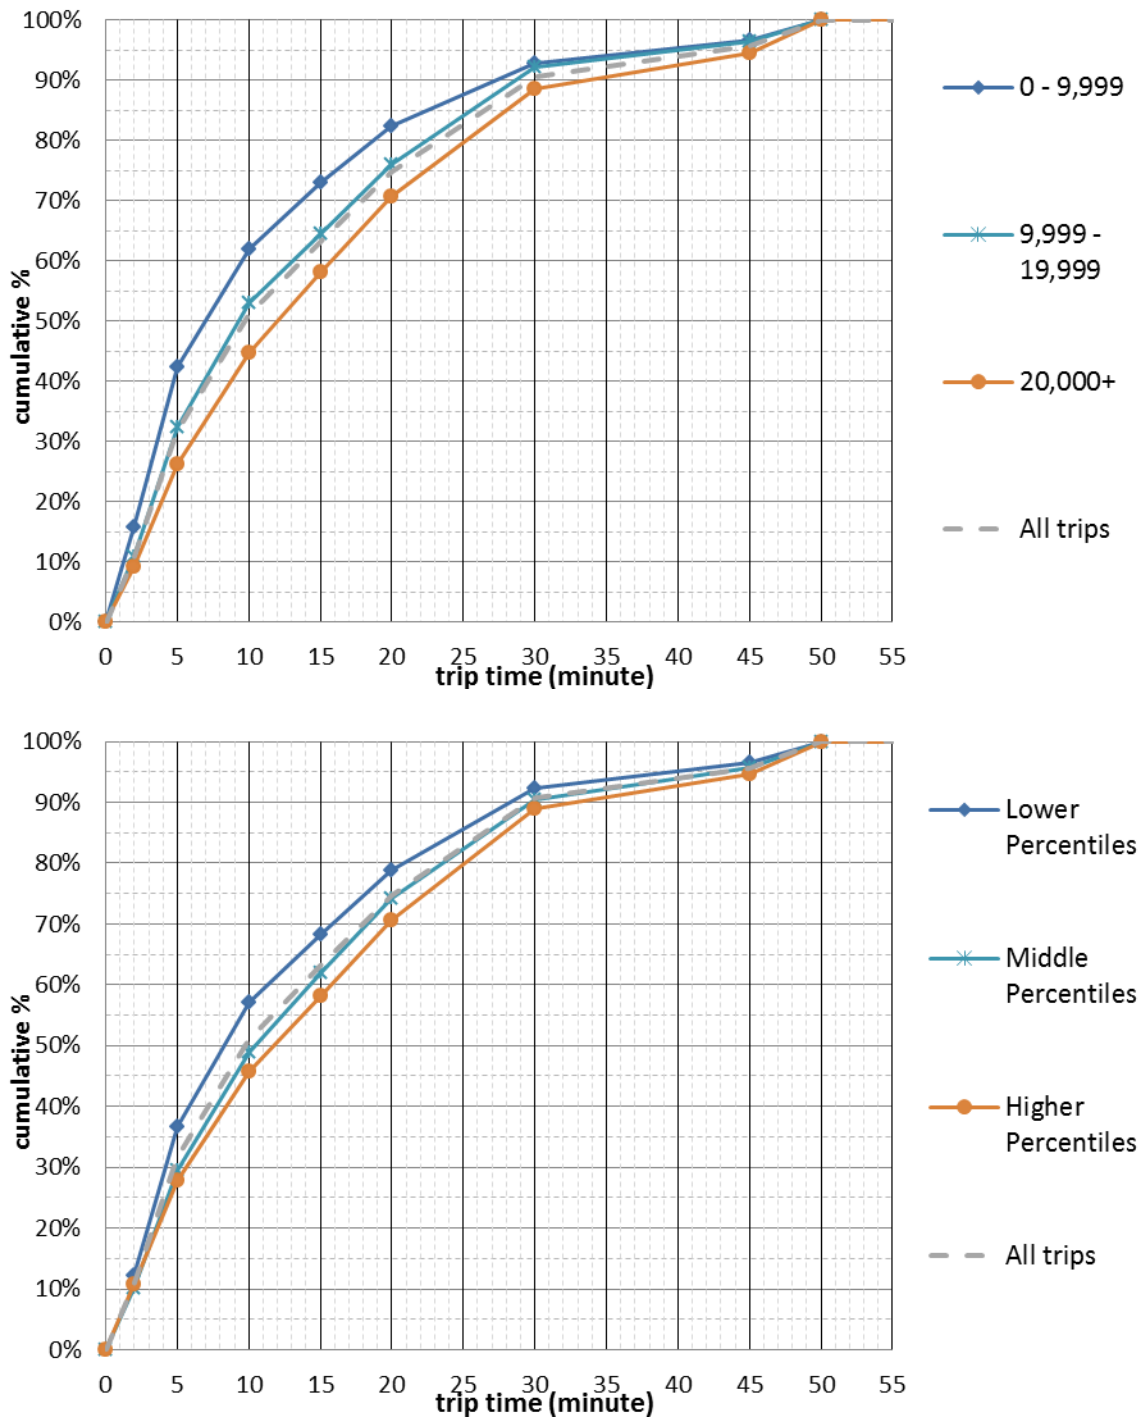 100%
90%
80%
70%
60%
50%
40%
30%
20%
10%
0%
cumulative %
0 5 10 15 20 25 30 35 40 45 50 55
trip time (minute)
0 - 9,999
9,999 -
19,999
20,000+
All trips
100%
90%
80%
70%
60%
50%
40%
30%
20%
10%
0%
cumulative %
0 5 10 15 20 25 30 35 40 45 50 55
trip time (minute)
Lower
Percentiles
Middle
Percentiles
Higher
Percentiles
All trips